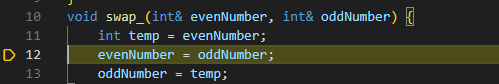 10 void swap_(int& evenNumber, int& oddNumber) {
11 int temp = evenNumber;
12 evenNumber = oddNumber;
13 oddNumber = temp;